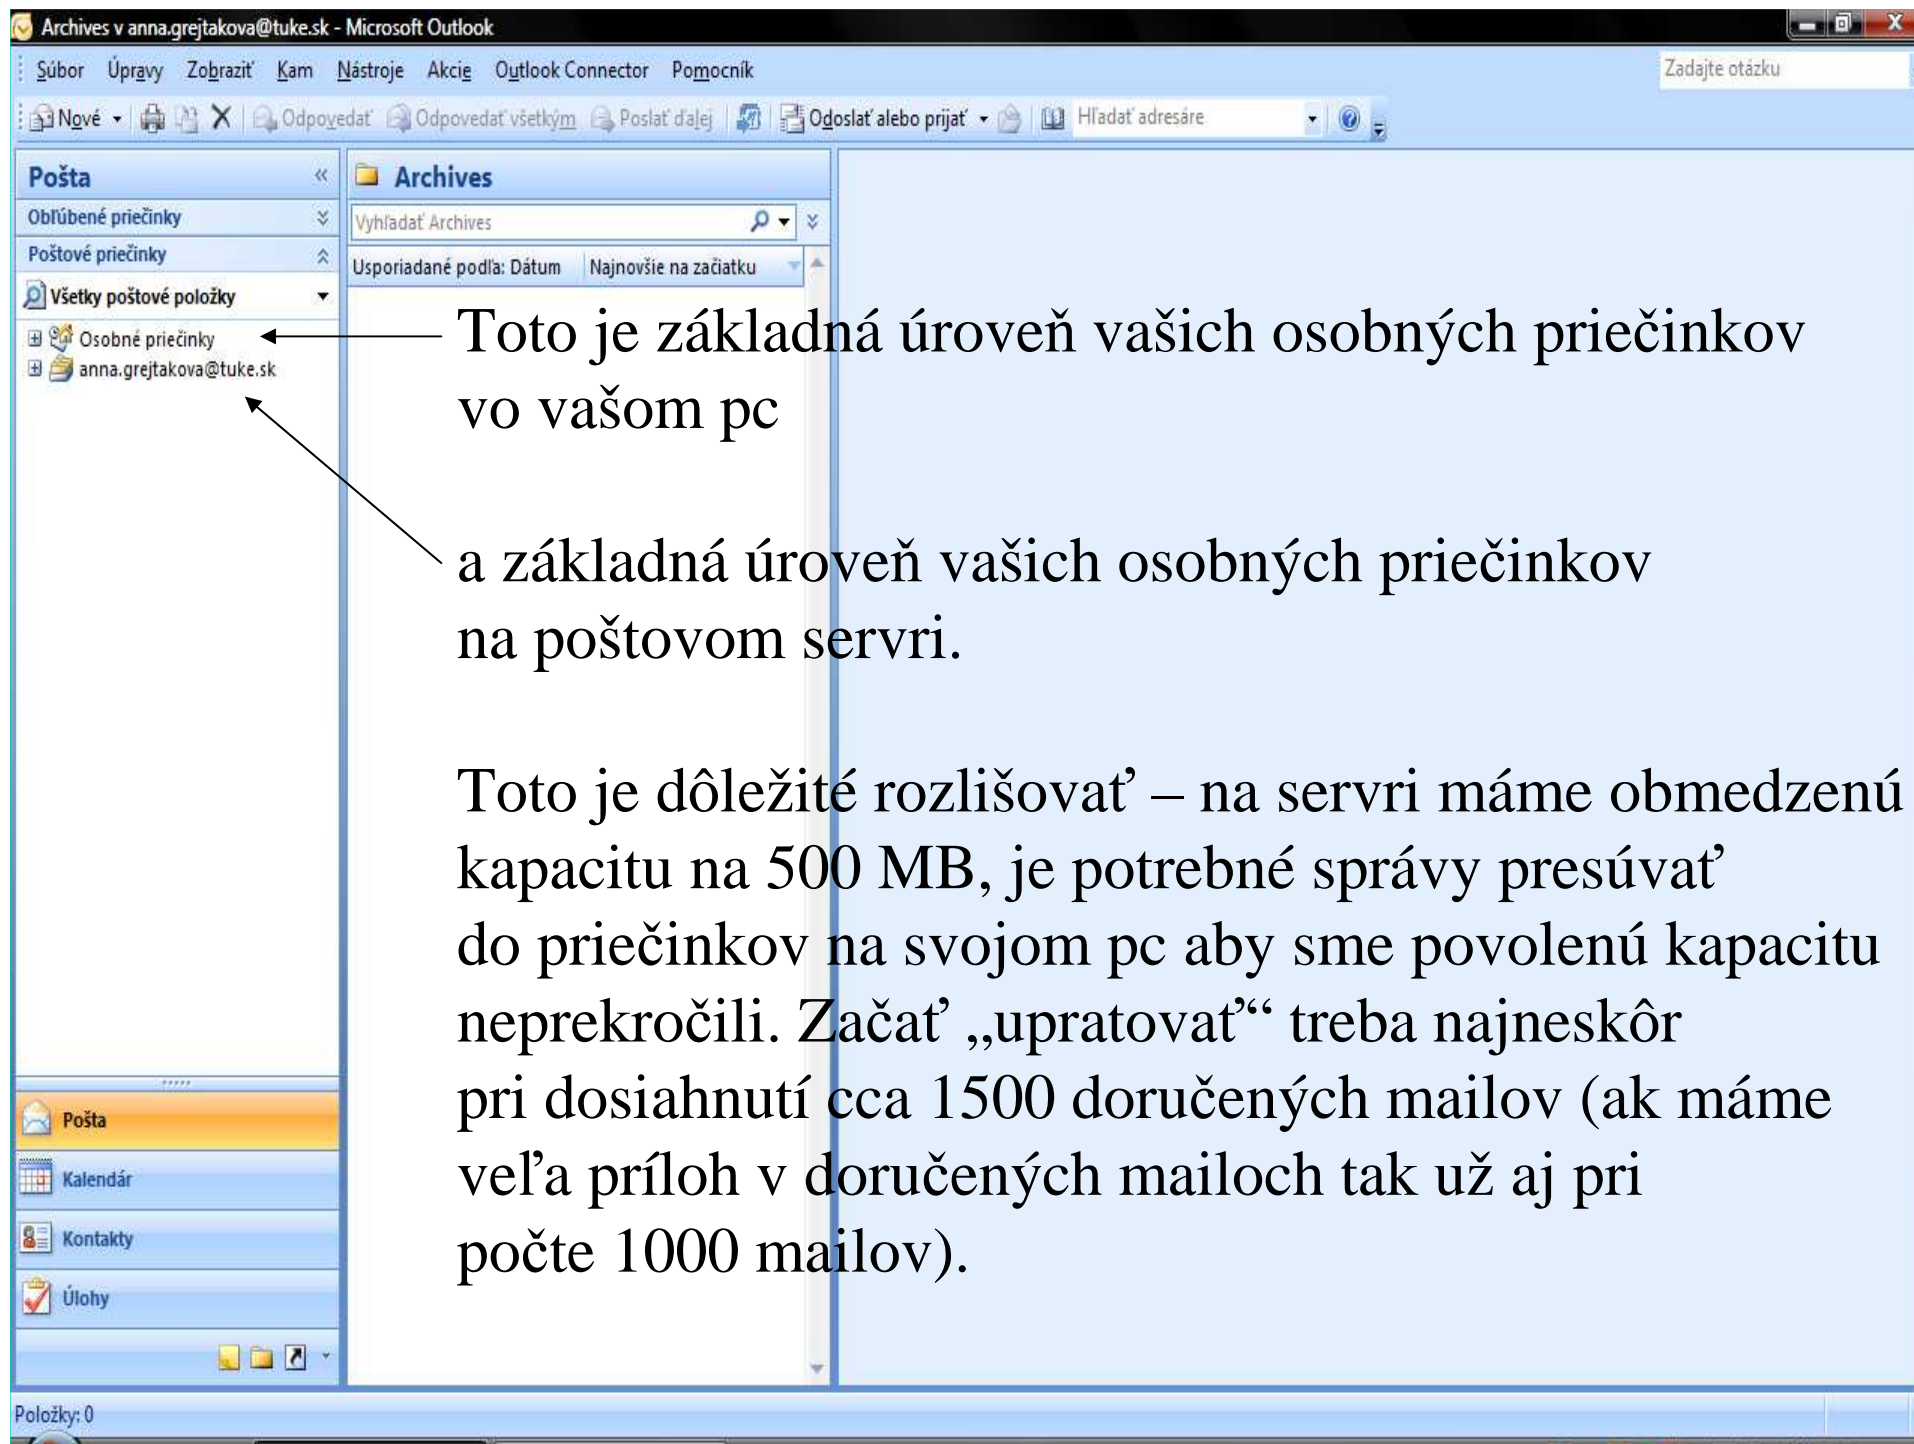 Archives v anna.grejtakova@tuke.sk - Microsoft Outlook
Súbor Úpravy Zobraziť Kam Nástroje Akcie Outlook Connector Pomocník
Zadajte otázku
Nové Odpovedať Odpovedať všetkým Poslať ďalej Odoslať alebo prijať Hľadať adresáre
Pošta
Obľúbené priečinky
Poštové priečinky
Všetky poštové položky
Osobné priečinky
anna.grejtakova@tuke.sk
Archives
Vyhľadať Archives
Usporiadané podľa: Dátum Najnovšie na začiatku
Toto je základná úroveň vašich osobných priečinkov
vo vašom pc
a základná úroveň vašich osobných priečinkov
na poštovom servri.
Toto je dôležité rozlišovať – na servri máme obmedzenú
kapacitu na 500 MB, je potrebné správy presúvať
do priečinkov na svojom pc aby sme povolenú kapacitu
neprekročili. Začať „upratovať“ treba najneskôr
pri dosiahnutí cca 1500 doručených mailov (ak máme
veľa príloh v doručených mailoch tak už aj pri
počte 1000 mailov).
Pošta
Kalendár
Kontakty
Úlohy
Položky: 0